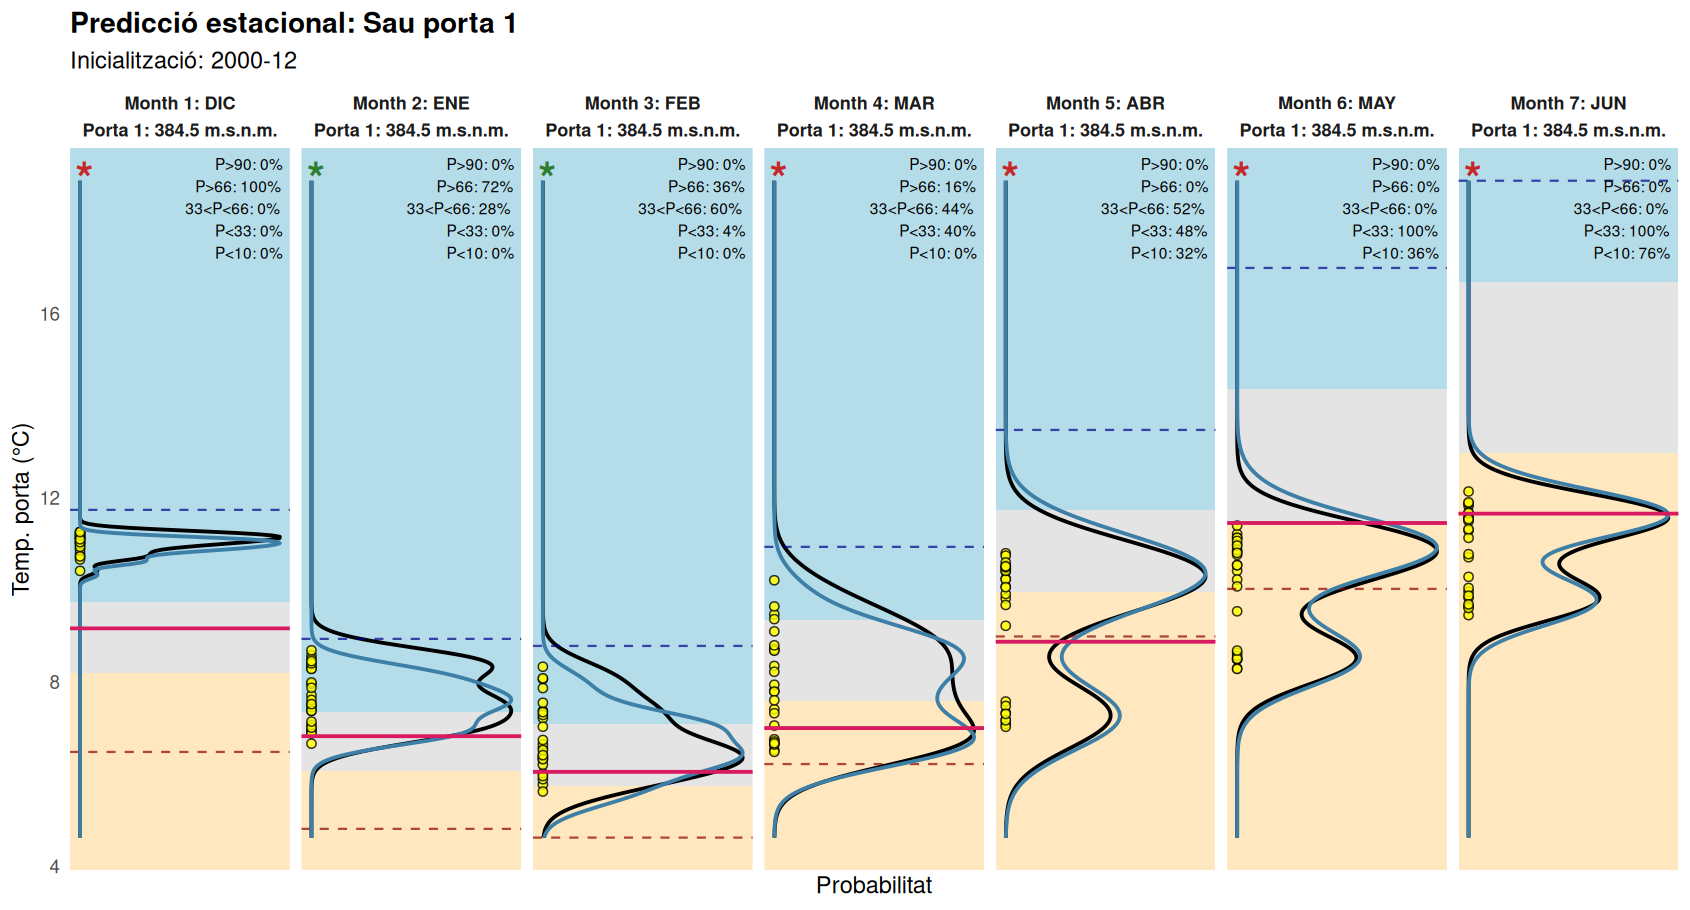 Predicció estacional: Sau porta 1
Inicialització: 2000-12
Month 1: DIC
Porta 1: 384.5 m.s.n.m.
Month 2: ENE
Porta 1: 384.5 m.s.n.m.
Month 3: FEB
Porta 1: 384.5 m.s.n.m.
Month 4: MAR
Porta 1: 384.5 m.s.n.m.
Month 5: ABR
Porta 1: 384.5 m.s.n.m.
Month 6: MAY
Porta 1: 384.5 m.s.n.m.
Month 7: JUN
Porta 1: 384.5 m.s.n.m.
*
P>90: 0%
P>66: 100%
33<P<66: 0%
P<33: 0%
P<10: 0%
*
P>90: 0%
P>66: 72%
33<P<66: 28%
P<33: 0%
P<10: 0%
*
P>90: 0%
P>66: 36%
33<P<66: 60%
P<33: 4%
P<10: 0%
*
P>90: 0%
P>66: 16%
33<P<66: 44%
P<33: 40%
P<10: 0%
*
P>90: 0%
P>66: 0%
33<P<66: 52%
P<33: 48%
P<10: 32%
*
P>90: 0%
P>66: 0%
33<P<66: 0%
P<33: 100%
P<10: 36%
*
P>90: 0%
P>66: 0%
33<P<66: 0%
P<33: 100%
P<10: 76%
16
12
8
4
Temp. porta (°C)
Probabilitat